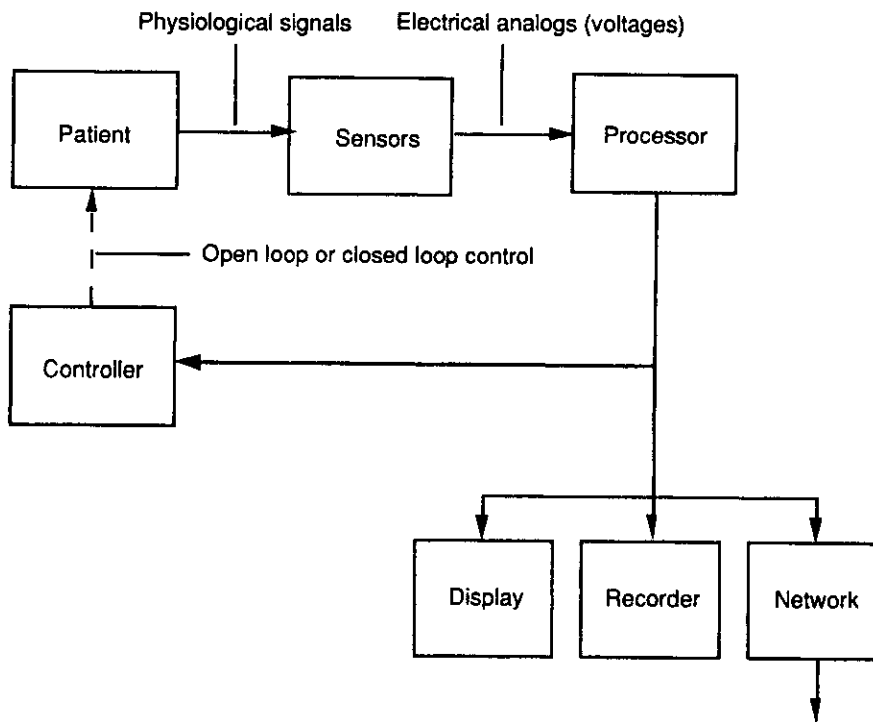 Physiological signals
Electrical analogs (voltages)
Patient
Sensors
Processor
Open loop or closed loop control
Controller
Display
Recorder
Network